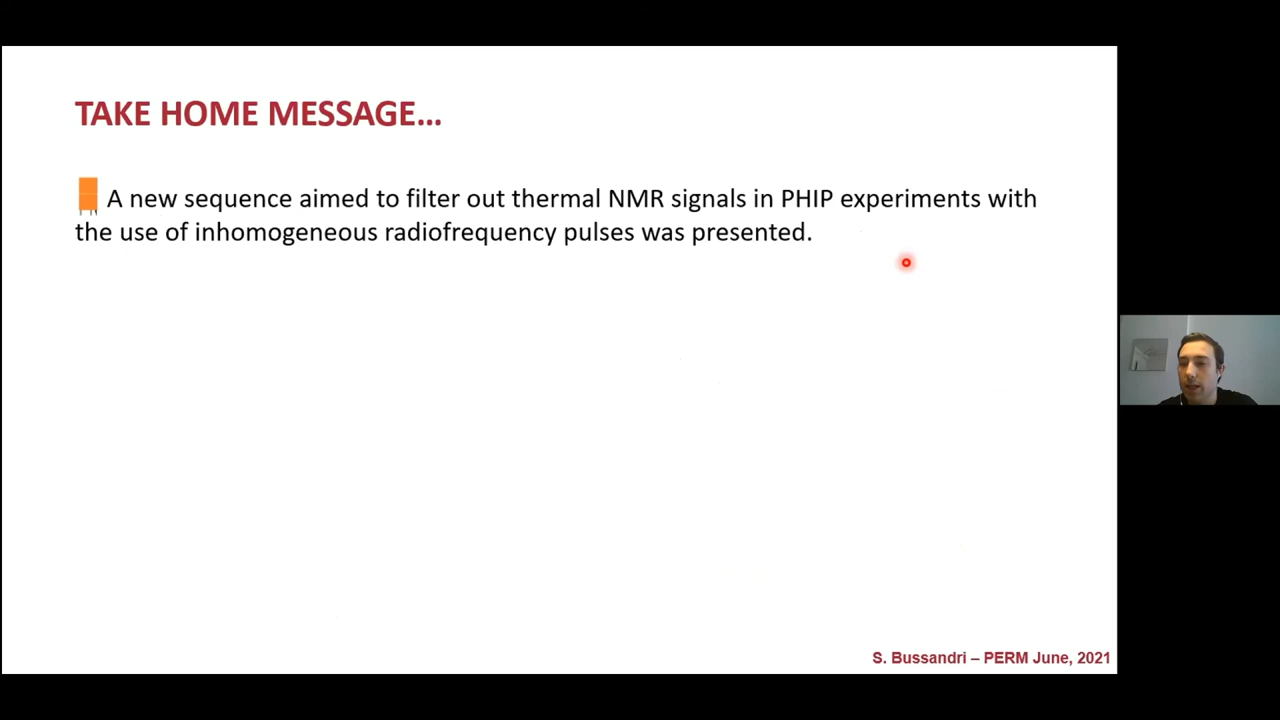 TAKE HOME MESSAGE...
A new sequence aimed to filter out thermal NMR signals in PHIP experiments with
the use of inhomogeneous radiofrequency pulses was presented.
S. Bussandri – PERM June, 2021